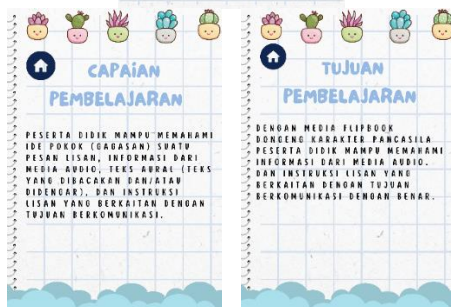 CAPAiAN
PEMBELAJARAN
PESERTA DIDIK MAMPU MEMAHAMI
IDE POKOK (GAGASAN) SUATU
PESAN LISAN, INFORMASI DARI
MEDIA AUDIO, TEKS AURAL (TEKS
YANG DIBACAKAN DAN/ATAU
DIDENGAR), DAN INSTRUKSI
LISAN YANG BERKAITAN DENGAN
TUJUAN BERKOMUNIKASI.
TUJUAN
PEMBELAJARAN
DENGAN MEDIA FLIPBOOK
DONGENG KARAKTER PANCASILA
PESERTA DIDIK MAMPU MEMAHAMI
INFORMASI DARI MEDIA AUDIO.
DAN INSTRUKSI LISAN YANG
BERKAITAN DENGAN TUJUAN
BERKOMUNIKASI DENGAN BENAR.